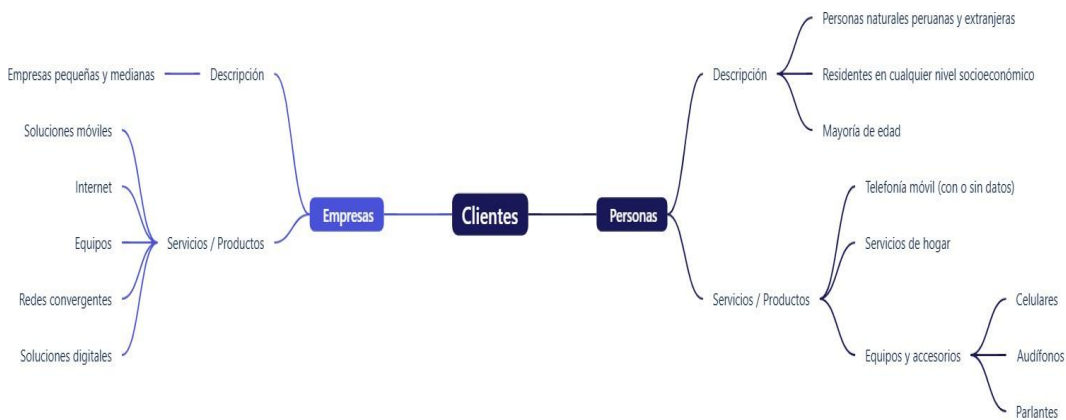 Clientes
Empresas
Descripción
Empresas pequeñas y medianas
Servicios / Productos
Soluciones móviles
Internet
Equipos
Redes convergentes
Soluciones digitales
Personas
Descripción
Personas naturales peruanas y extranjeras
Residentes en cualquier nivel socioeconómico
Mayoría de edad
Servicios / Productos
Telefonía móvil (con o sin datos)
Servicios de hogar
Equipos y accesorios
Celulares
Audífonos
Parlantes